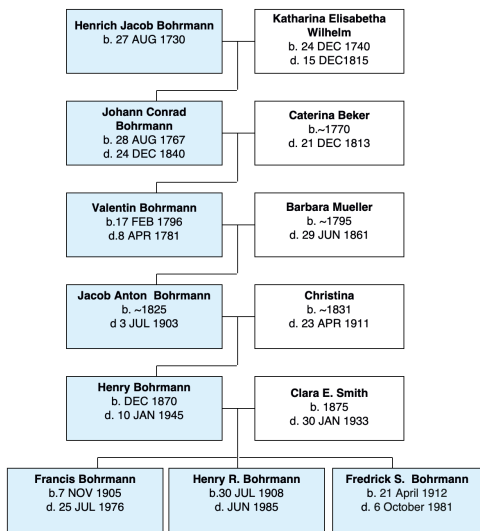 Henrich Jacob Bohrmann
b. 27 AUG 1730
Katharina Elisabetha
Wilhelm
b. 24 DEC 1740
d. 15 DEC1815
Johann Conrad
Bohrmann
b. 28 AUG 1767
d. 24 DEC 1840
Caterina Beker
b.~1770
d. 21 DEC 1813
Valentin Bohrmann
b.17 FEB 1796
d.8 APR 1781
Barbara Mueller
b. ~1795
d. 29 JUN 1861
Jacob Anton  Bohrmann
b. ~1825
d 3 JUL 1903
Christina
b. ~1831
d. 23 APR 1911
Henry Bohrmann
b. DEC 1870
d. 10 JAN 1945
Clara E. Smith
b. 1875
d. 30 JAN 1933
Francis Bohrmann
b.7 NOV 1905
d. 25 JUL 1976
Henry R. Bohrmann
b.30 JUL 1908
d. JUN 1985
Fredrick S.  Bohrmann
b. 21 April 1912
d. 6 October 1981